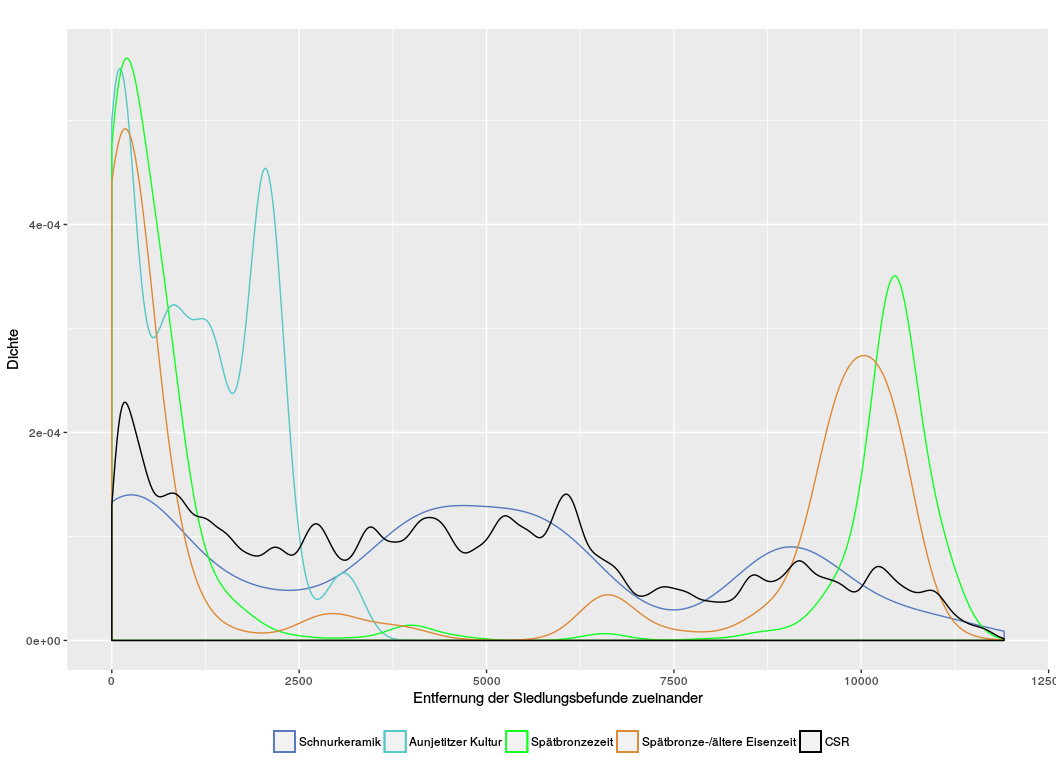 Dichte
4e-04
2e-04
0e+00
0 2500 5000 7500 10000 1250
Entfernung der Siedlungsbefunde zueinander
Schnurkeramik Aunjetitzer Kultur Spätbronzezeit Spätbronze-/ältere Eisenzeit CSR